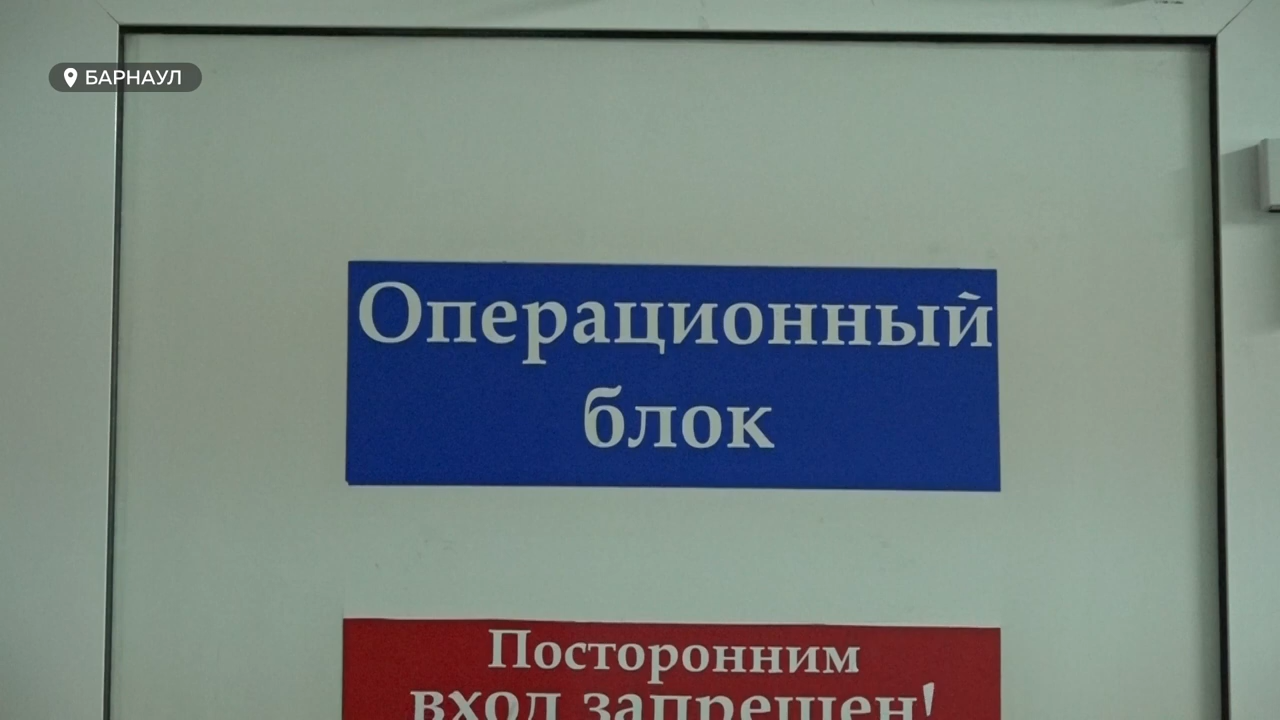 БАРНАУЛ
Операционный
блок
Посторонним
вход запрещен!